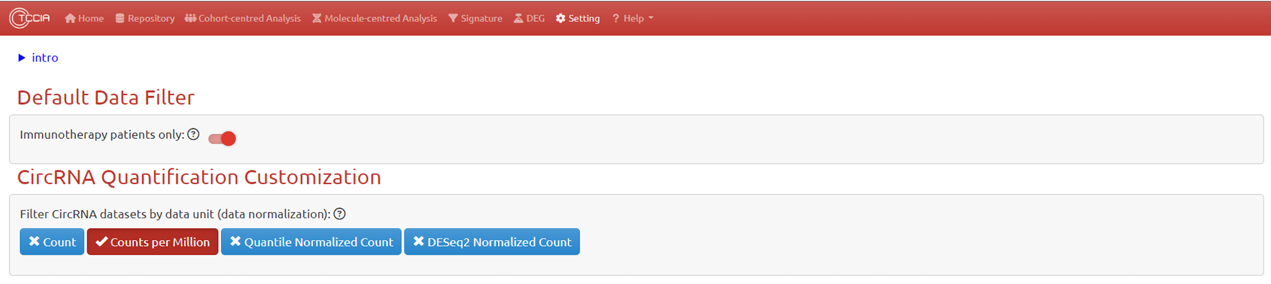 TCCIA Home Repository Cohort-centred Analysis Molecule-centred Analysis Signature DEG Setting ? Help
intro
Default Data Filter
Immunotherapy patients only: ?
CircRNA Quantification Customization
Filter CircRNA datasets by data unit (data normalization): ?
Count Counts per Million Quantile Normalized Count DESeq2 Normalized Count